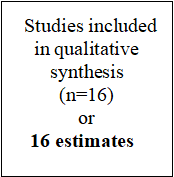 Studies included
in qualitative
synthesis
(n=16)
or
16 estimates